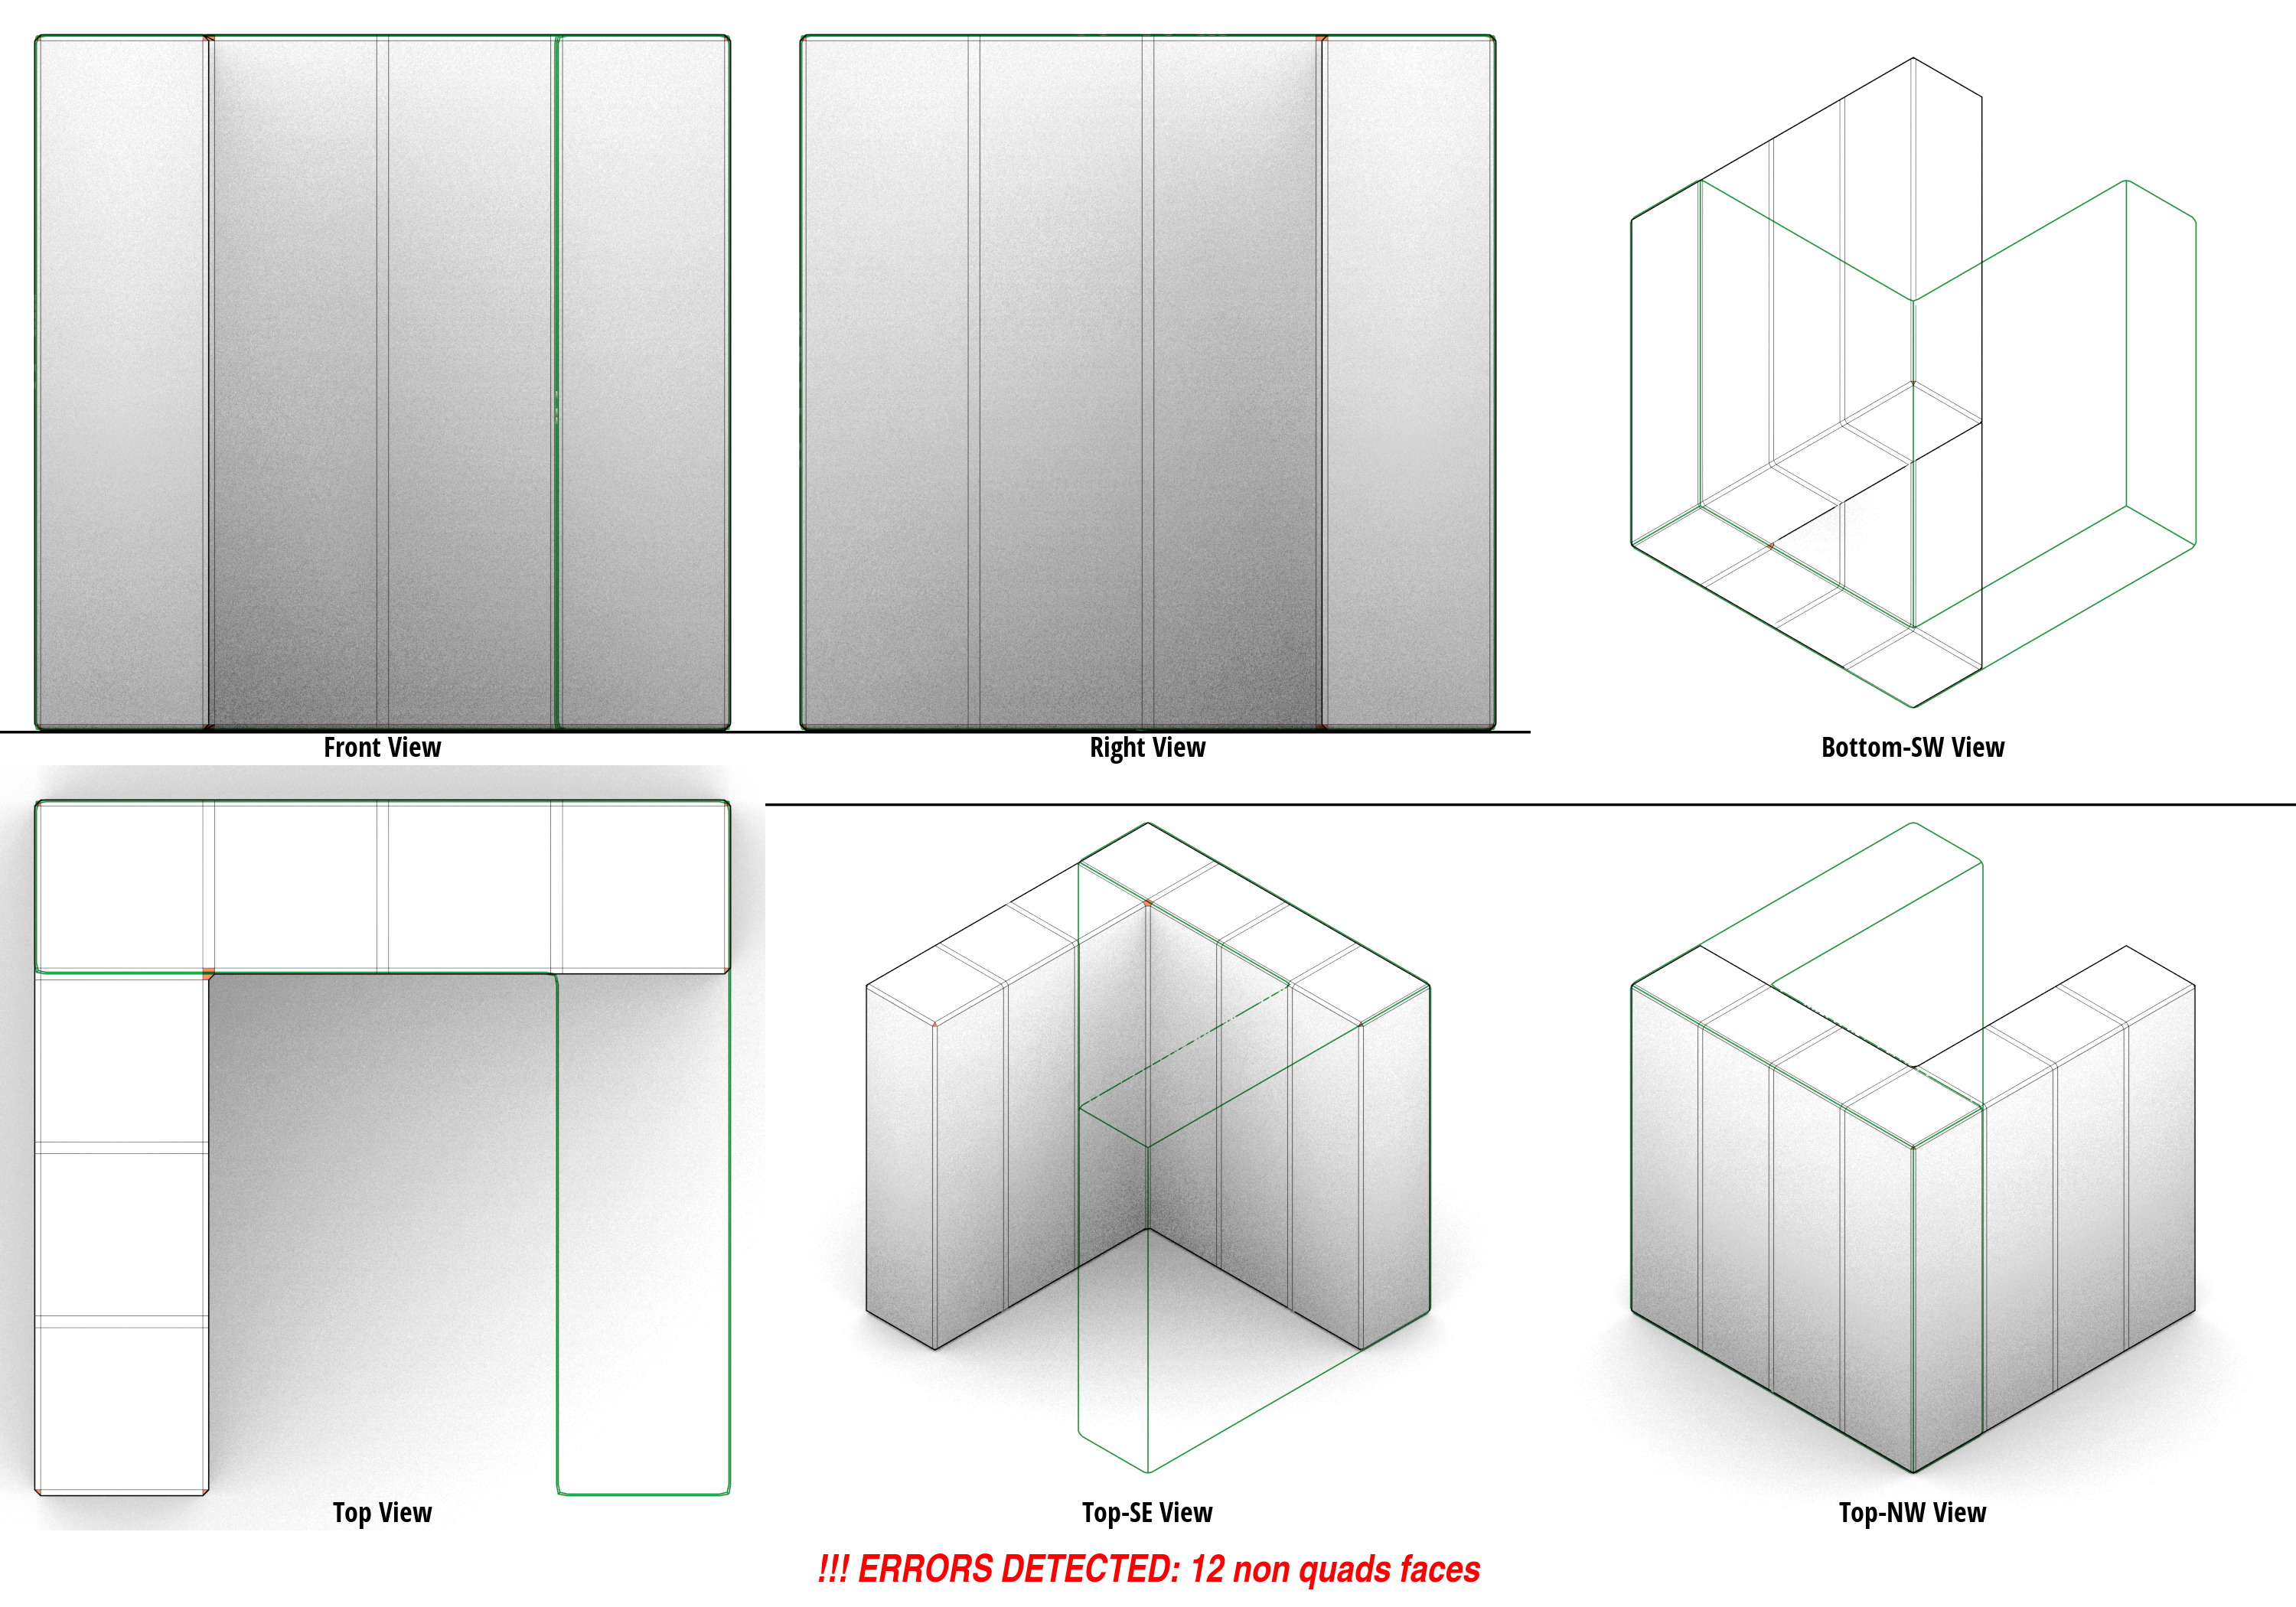 Front View
Right View
Bottom-SW View
Top View
Top-SE View
Top-NW View
!!! ERRORS DETECTED: 12 non quads faces